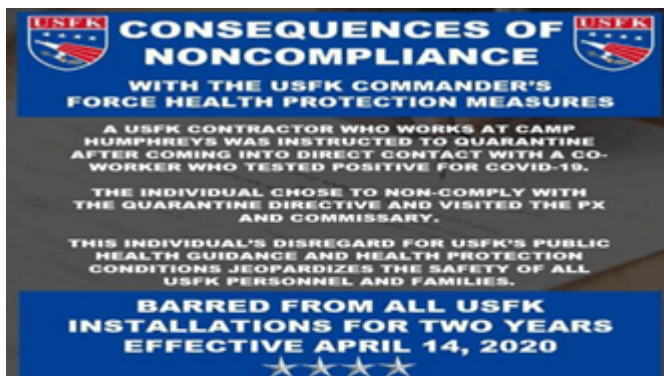 USFK
USFK
CONSEQUENCES OF
NONCOMPLIANCE
WITH THE USFK COMMANDER'S
FORCE HEALTH PROTECTION MEASURES
A USFK CONTRACTOR WHO WORKS AT CAMP
HUMPHREYS WAS INSTRUCTED TO QUARANTINE
AFTER COMING INTO DIRECT CONTACT WITH A CO-
WORKER WHO TESTED POSITIVE FOR COVID-19.
THE INDIVIDUAL CHOSE TO NON-COMPLY WITH
THE QUARANTINE DIRECTIVE AND VISITED THE PX
AND COMMISSARY.
THIS INDIVIDUAL'S DISREGARD FOR USFK'S PUBLIC
HEALTH GUIDANCE AND HEALTH PROTECTION
CONDITIONS JEOPARDIZES THE SAFETY OF ALL
USFK PERSONNEL AND FAMILIES.
BARRED FROM ALL USFK
INSTALLATIONS FOR TWO YEARS
EFFECTIVE APRIL 14, 2020